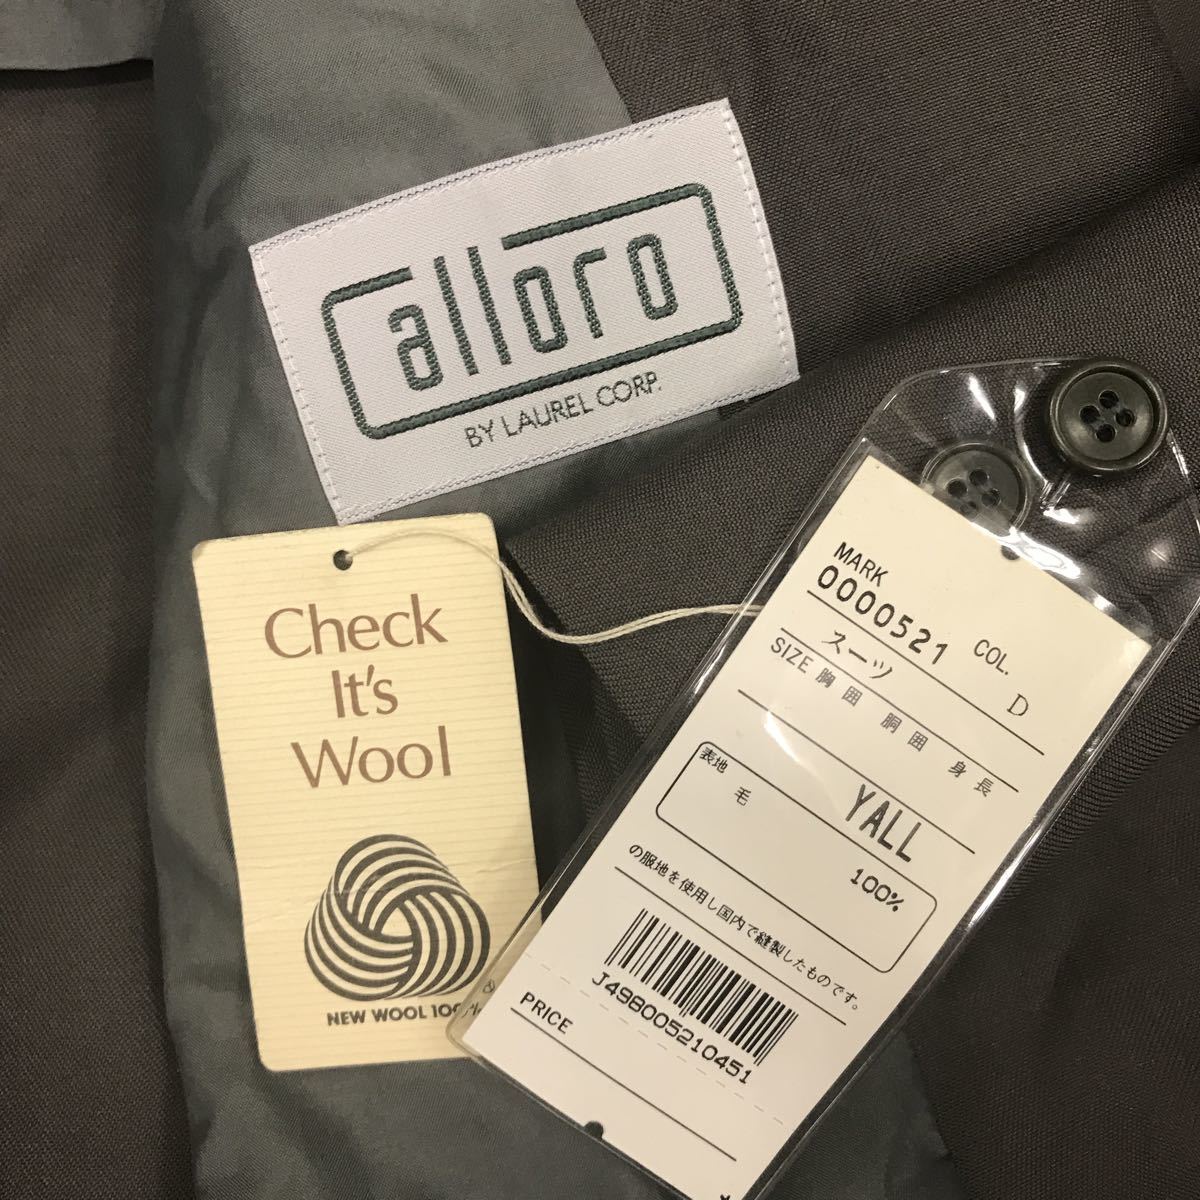 alloro
BY LAUREL CORP.
Check
It's
Wool
NEW WOOL 100%
MARK
0000521
COL.
スーツ
D
SIZE 胸囲 胴囲 身長
YALL
表地
毛
100%
の服地を使用し国内で縫製したものです。
J498005210451
PRICE